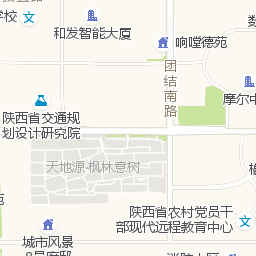 学校
和发智能大厦
响嘡德苑
团结南路
摩尔中
陕西省交通规
划设计研究院
天地源·枫林意树
陕西省农村党员干
部现代远程教育中心
城市风景